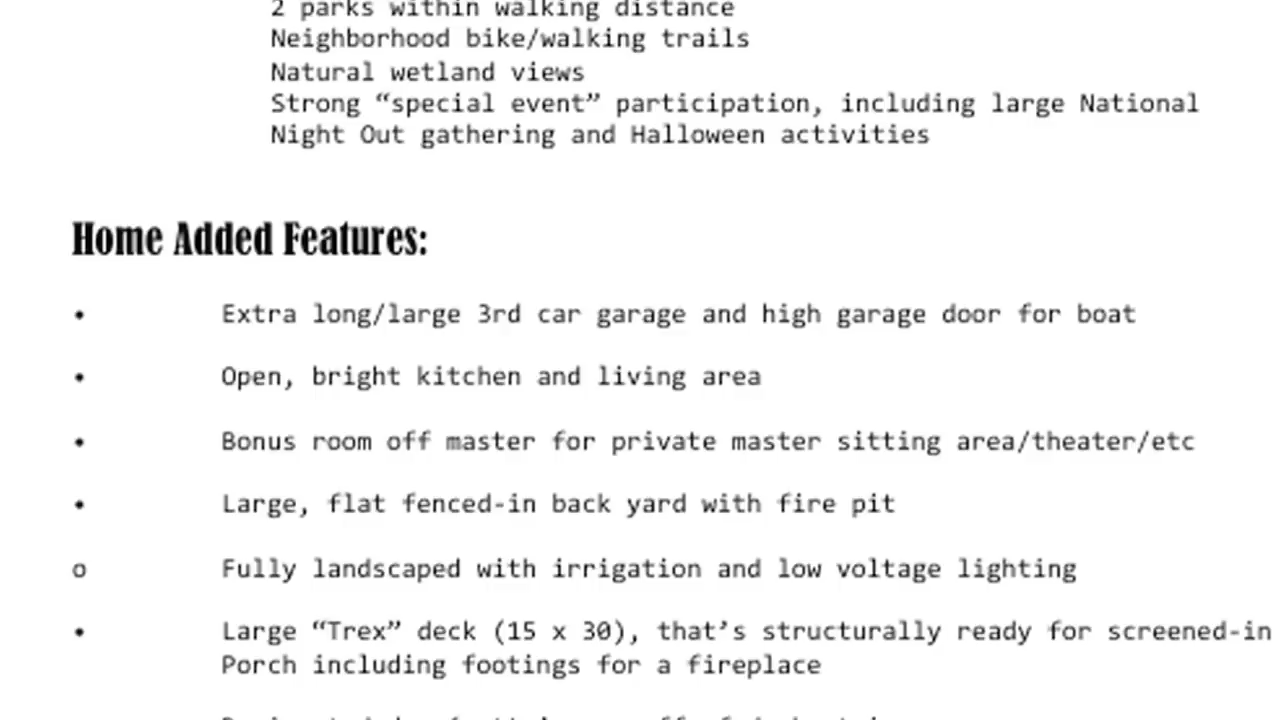 2 parks within walking distance
Neighborhood bike/walking trails
Natural wetland views
Strong “special event” participation, including large National
Night Out gathering and Halloween activities
Home Added Features:
• Extra long/large 3rd car garage and high garage door for boat
• Open, bright kitchen and living area
• Bonus room off master for private master sitting area/theater/etc
• Large, flat fenced-in back yard with fire pit
o Fully landscaped with irrigation and low voltage lighting
• Large “Trex” deck (15 x 30), that’s structurally ready for screened-in
Porch including footings for a fireplace